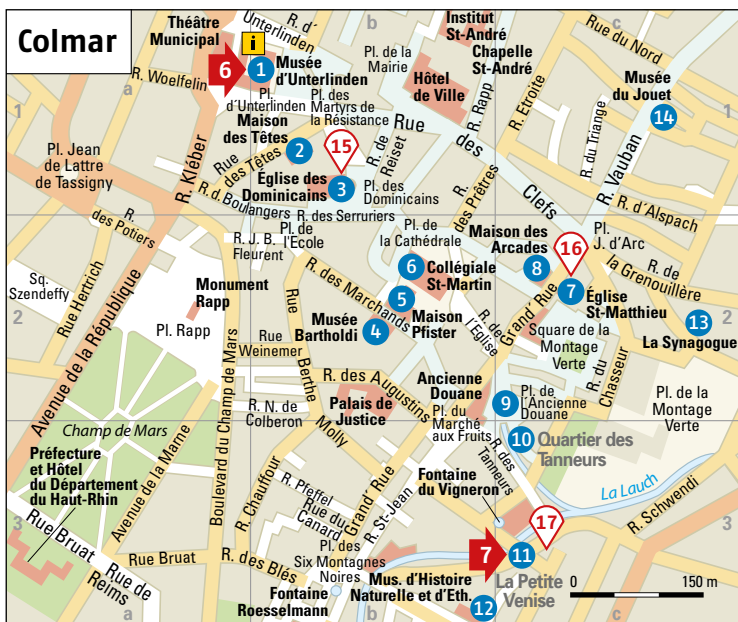 Colmar
Théâtre
Municipal
R. d'
Unterlinden
i
6
1
Musée
d'Unterlinden
Pl. de la
Mairie
Institut
St-André
Chapelle
St-André
Hôtel
de Ville
R. Rapp
R. Etroite
Rue du Nord
Musée
du Jouet
14
a
b
c
1
1
R. Woelfelin
Pl.
d'Unterlinden
Pl. des
Martyrs de
la Résistance
Maison
des Têtes
2
15
Rue
des Têtes
R. de
Reiset
Rue
des
Clefs
R. du Triangle
R. Vauban
Pl. Jean
de Lattre
de Tassigny
R. Kléber
Église des
Dominicains
3
Pl. des
Dominicains
R.
des Prêtres
R. d'Alspach
R. d. Boulangers
R. des Serruriers
R.
des Potiers
R. J. B.
Fleurent
Pl. de
l'Ecole
Pl. de
la Cathédrale
Maison des
Arcades
16
8
Pl.
J. d'Arc
R. de
la Grenouillère
6
Collégiale
St-Martin
7
Église
St-Matthieu
Sq.
Szendeffy
Rue Hertrich
Monument
Rapp
R. des Marchands
5
Maison
Pfister
R. de
l'Eglise
Grand' Rue
13
La Synagogue
2
2
Avenue de la République
Pl. Rapp
Musée
Bartholdi
4
Square de la
Montage
Verte
R. du
Chasseur
Rue
Weinemer
Rue
Berthe
Molly
R. des Augustins
Ancienne
Douane
9
Pl. de
l'Ancienne
Douane
Pl. de la
Montage
Verte
Boulevard du Champ de Mars
R. N. de
Colberon
Palais de
Justice
Pl. du
Marché
aux Fruits
10
Quartier des
Tanneurs
Champ de Mars
Préfecture
et Hôtel
du Département
du Haut-Rhin
Avenue de la Marne
R. Chauffour
Grand' Rue
R. des
Tanneurs
Fontaine
du Vigneron
La Lauch
R. Schwendi
R. Pfeffel
Rue du
Canard
R. St-Jean
17
3
3
Rue Bruat
Rue Bruat
Rue de
Reims
R. des Blés
Pl. des
Six Montagnes
Noires
7
11
La Petite
Venise
Fontaine
Roesselmann
Mus. d'Histoire
Naturelle et d'Eth.
12
0
150 m
a
b
c